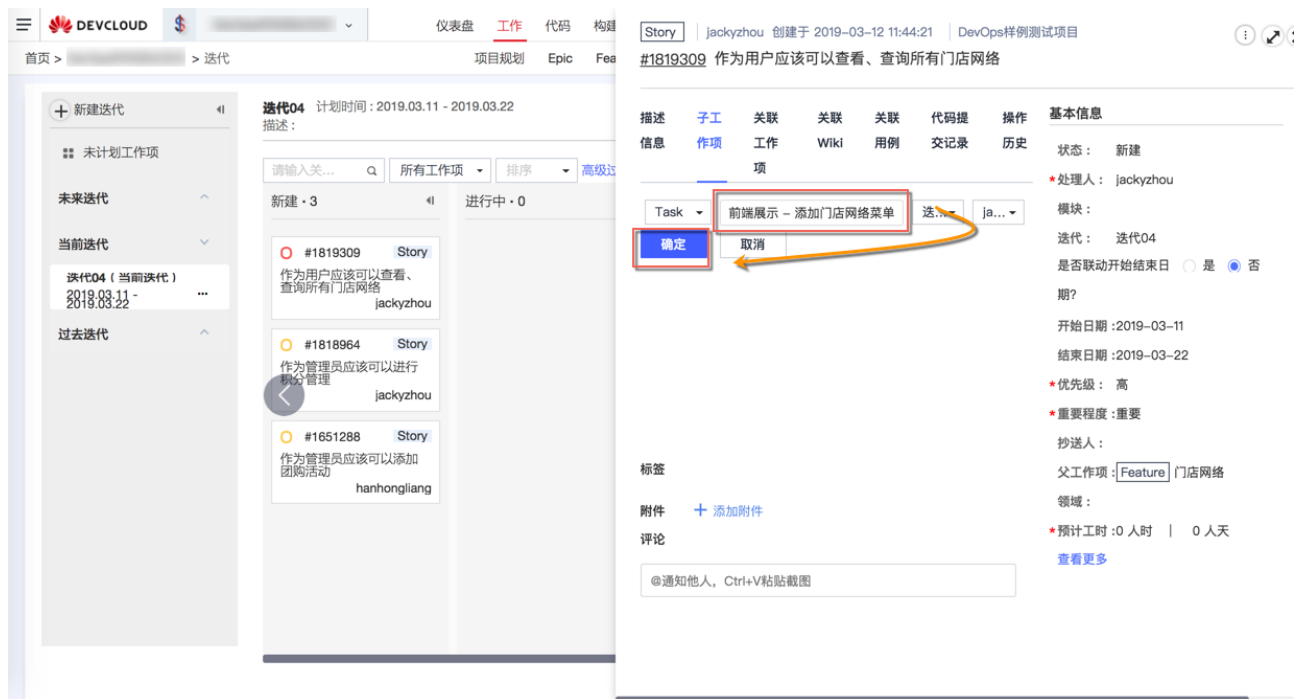 DEVCLOUD
仪表盘 工作 代码 构建
首页 > > 迭代
项目规划 Epic Fea
新建迭代
未计划工作项
未来迭代
当前迭代
迭代04（当前迭代）
2019.03.11 -
2019.03.22
过去迭代
迭代04 计划时间：2019.03.11 - 2019.03.22
描述：
请输入关... 所有工作项 排序 高级过
新建・3 进行中・0
#1819309 Story
作为用户应该可以查看、
查询所有门店网络
jackyzhou
#1818964 Story
作为管理员应该可以进行
积分管理
jackyzhou
#1651288 Story
作为管理员应该可以添加
团购活动
hanhongliang
Story jackyzhou 创建于 2019-03-12 11:44:21 DevOps样例测试项目
#1819309 作为用户应该可以查看、查询所有门店网络
描述 子工 关联 关联 关联 代码提 操作
信息 作项 工作 Wiki 用例 交记录 历史
项
Task 前端展示 – 添加门店网络菜单 迭... ja...
确定 取消
标签
附件 添加附件
评论
@通知他人，Ctrl+V粘贴截图
基本信息
状态： 新建
*处理人： jackyzhou
模块：
迭代： 迭代04
是否联动开始结束日 是 否
期?
开始日期 :2019-03-11
结束日期 :2019-03-22
*优先级： 高
*重要程度 :重要
抄送人：
父工作项 : Feature 门店网络
领域：
*预计工时 :0 人时 | 0 人天
查看更多